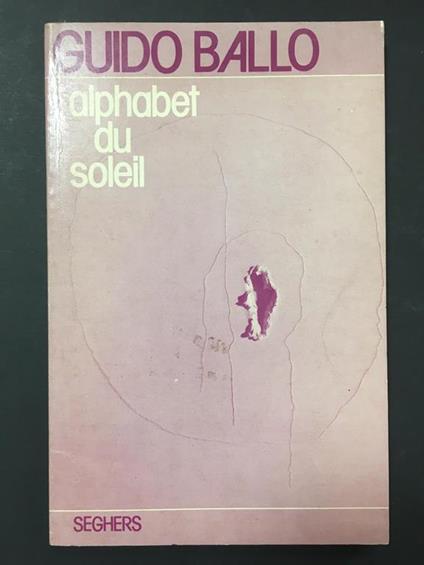 GUIDO BALLO
alphabet
du
soleil
SEGHERS